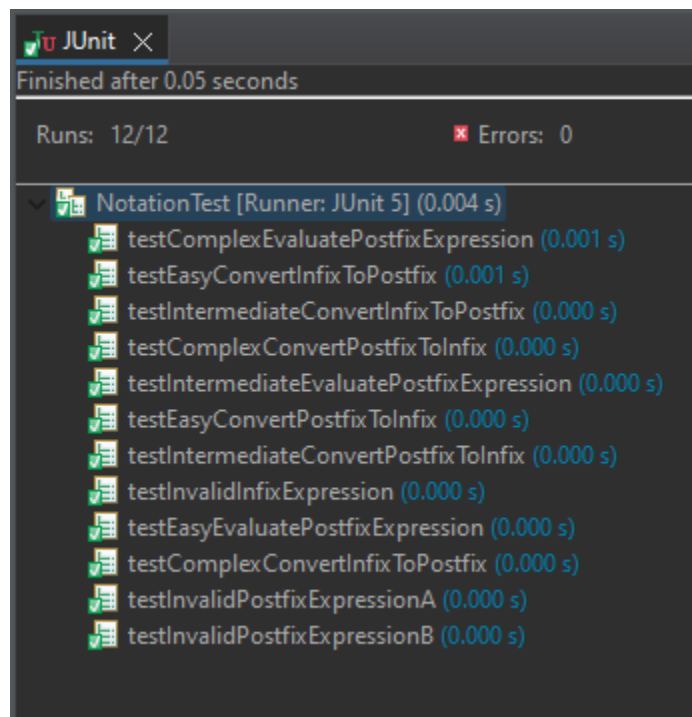 JUnit
Finished after 0.05 seconds
Runs: 12/12 Errors: 0
NotationTest [Runner: JUnit 5] (0.004 s)
testComplexEvaluatePostfixExpression (0.001 s)
testEasyConvertInfixToPostfix (0.001 s)
testIntermediateConvertInfixToPostfix (0.000 s)
testComplexConvertPostfixToInfix (0.000 s)
testIntermediateEvaluatePostfixExpression (0.000 s)
testEasyConvertPostfixToInfix (0.000 s)
testIntermediateConvertPostfixToInfix (0.000 s)
testInvalidInfixExpression (0.000 s)
testEasyEvaluatePostfixExpression (0.000 s)
testComplexConvertInfixToPostfix (0.000 s)
testInvalidPostfixExpressionA (0.000 s)
testInvalidPostfixExpressionB (0.000 s)